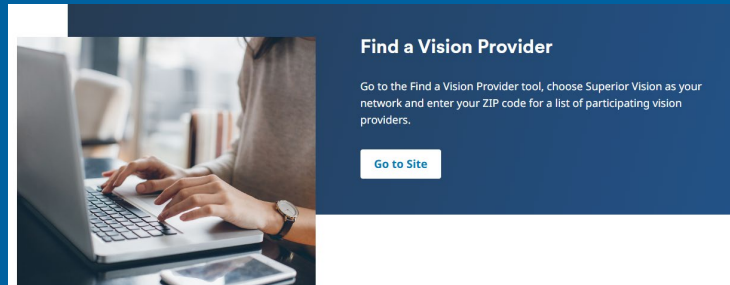 Find a Vision Provider
Go to the Find a Vision Provider tool, choose Superior Vision as your
network and enter your ZIP code for a list of participating vision
providers.
Go to Site